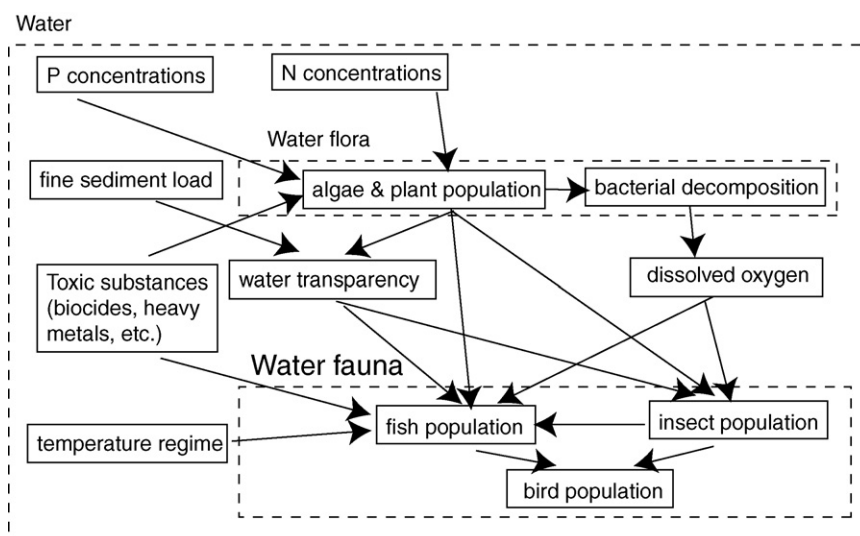 Water
P concentrations
N concentrations
Water flora
fine sediment load
algae & plant population
bacterial decomposition
Toxic substances
(biocides, heavy
metals, etc.)
water transparency
dissolved oxygen
Water fauna
temperature regime
fish population
insect population
bird population